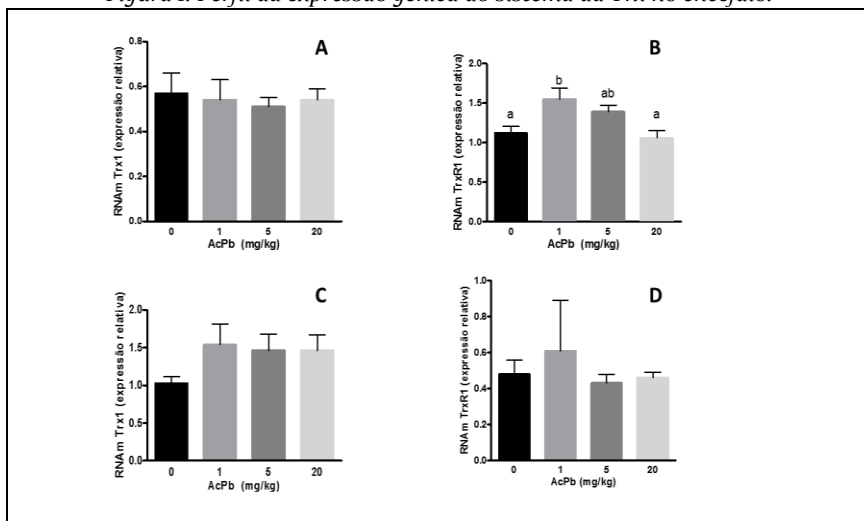 Figura I. Perfil da expressão gênica do sistema da Trx no encéfalo.
A
RNAm Trx1 (expressão relativa)
0.8
0.6
0.4
0.2
0.0
0 1 5 20
AcPb (mg/kg)
B
RNAm TrxR1 (expressão relativa)
2.0
1.5
1.0
0.5
0.0
a b ab a
0 1 5 20
AcPb (mg/kg)
C
RNAm Trx1 (expressão relativa)
2.0
1.5
1.0
0.5
0.0
0 1 5 20
AcPb (mg/kg)
D
RNAm TrxR1 (expressão relativa)
1.0
0.8
0.6
0.4
0.2
0.0
0 1 5 20
AcPb (mg/kg)